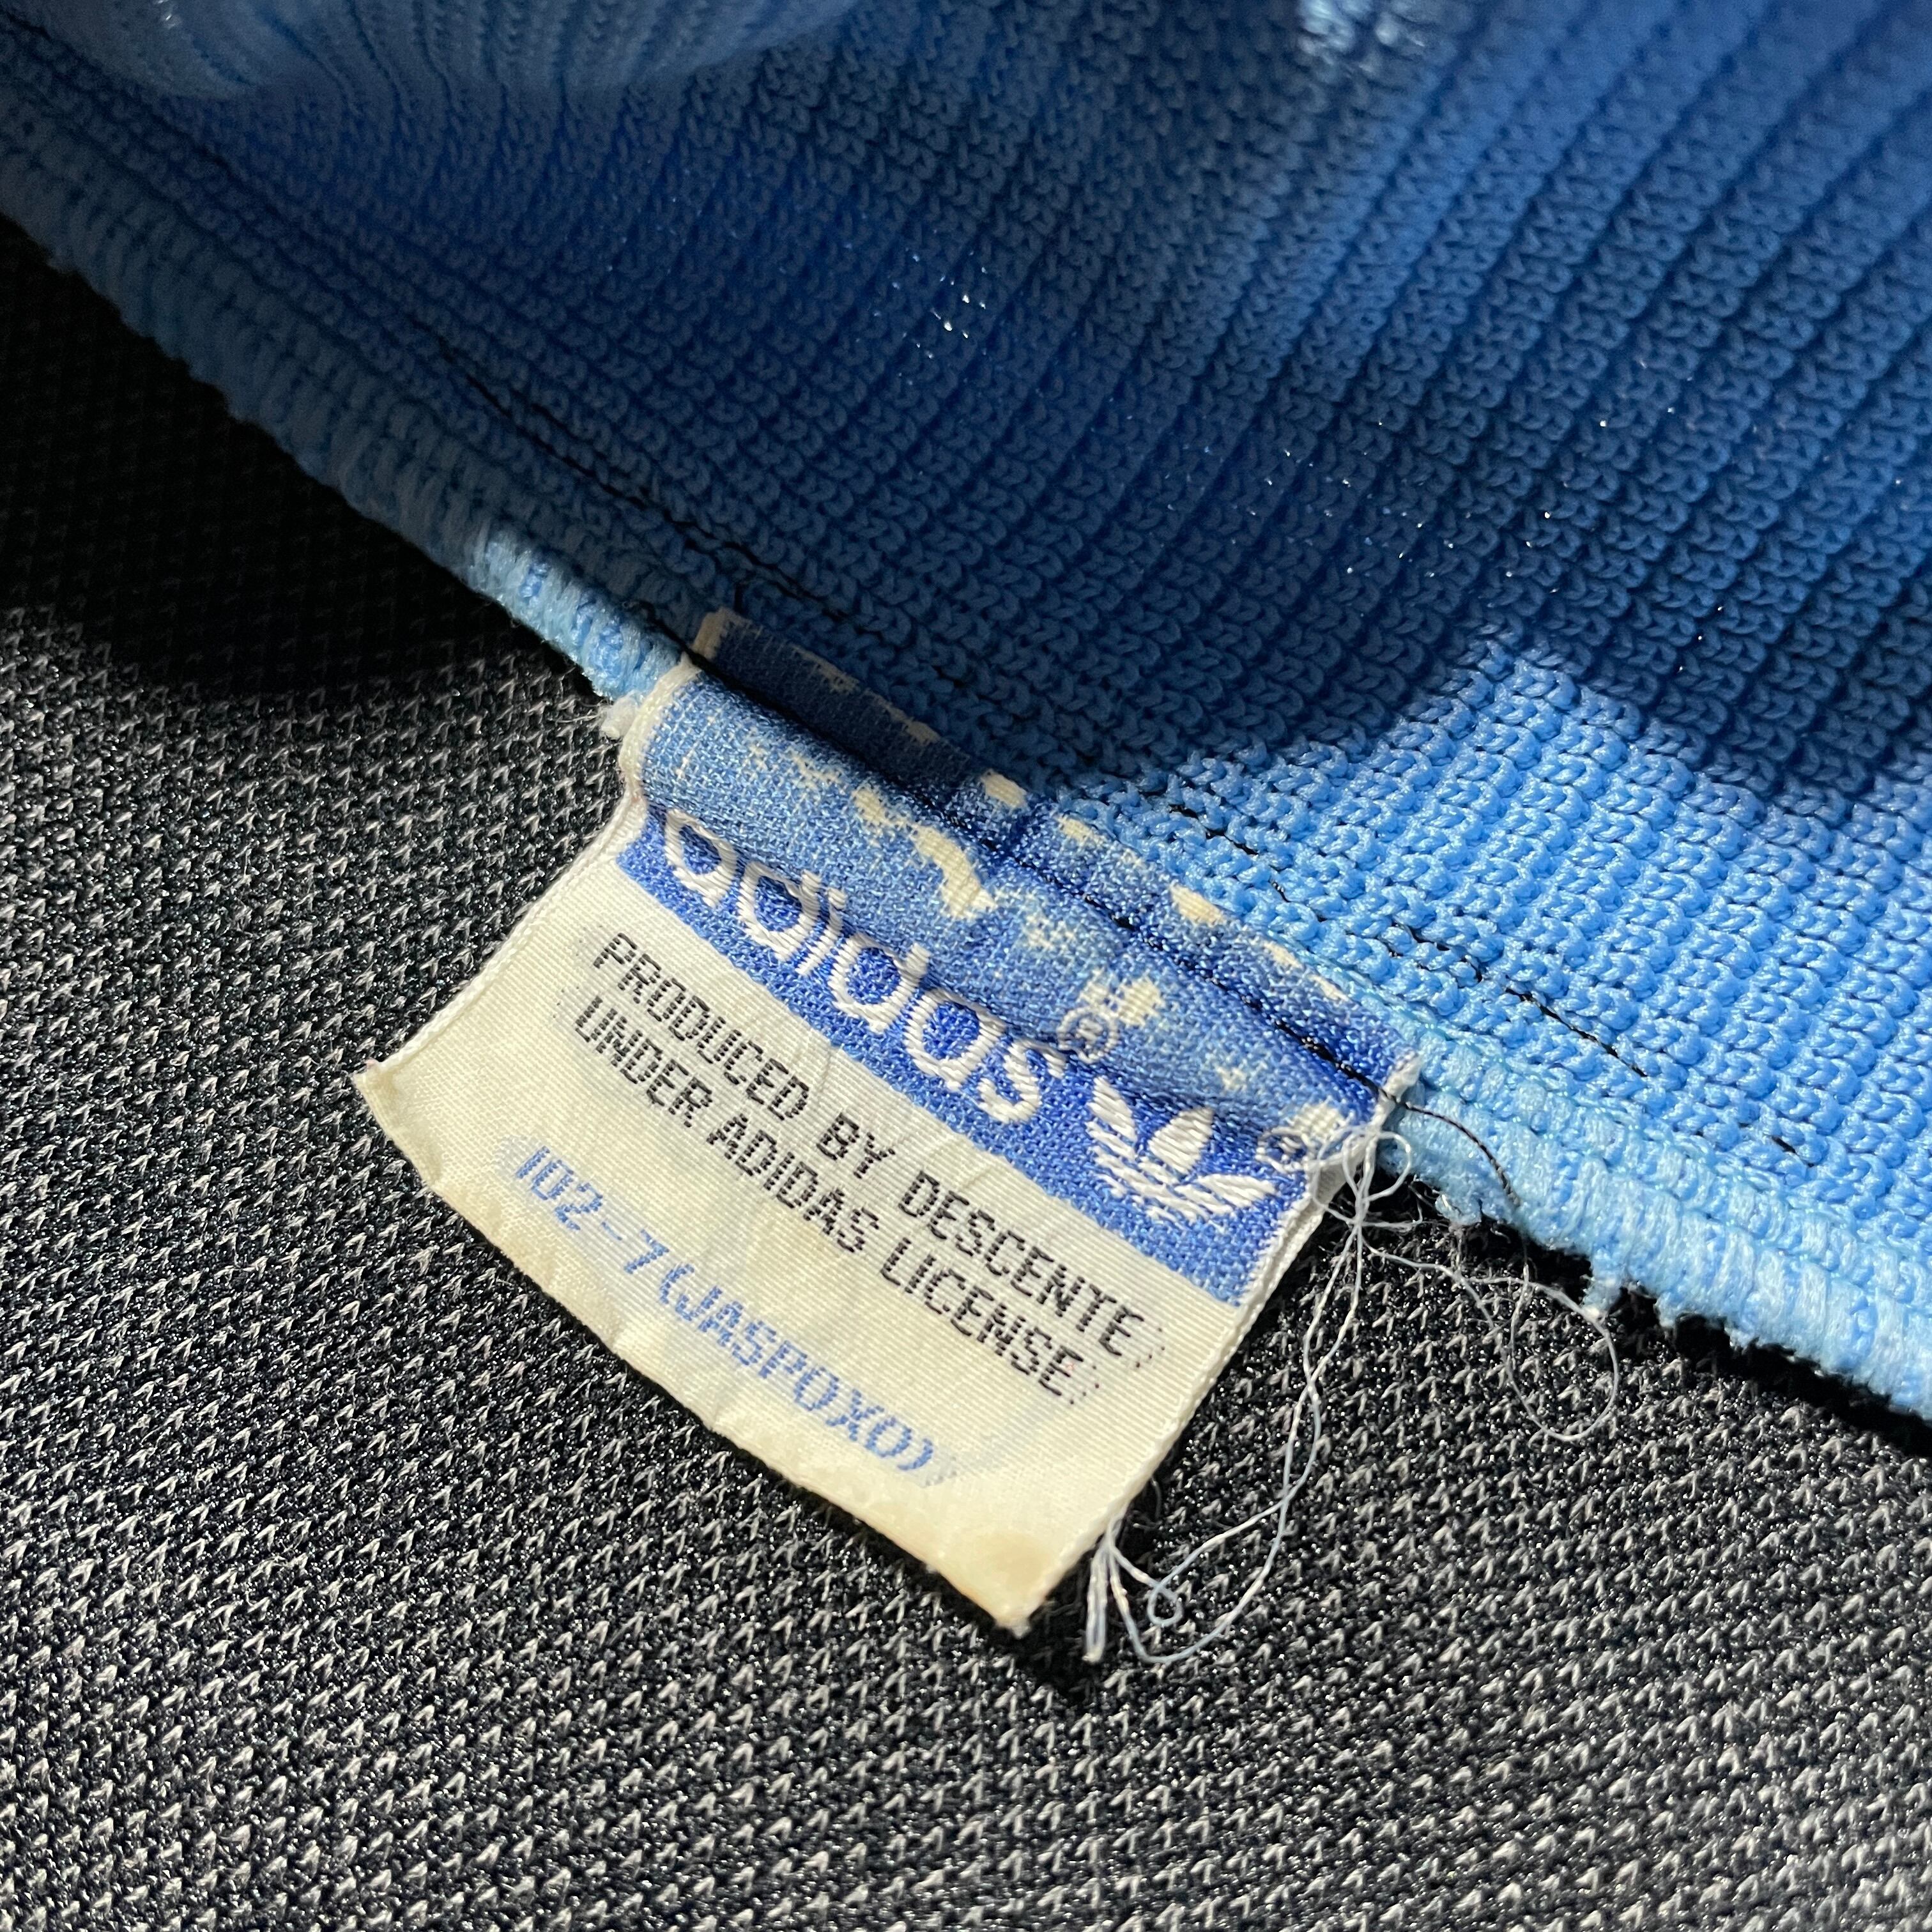 adidas®
PRODUCED BY DESCENTE
UNDER ADIDAS LICENSE
102-7(JASPOXO)